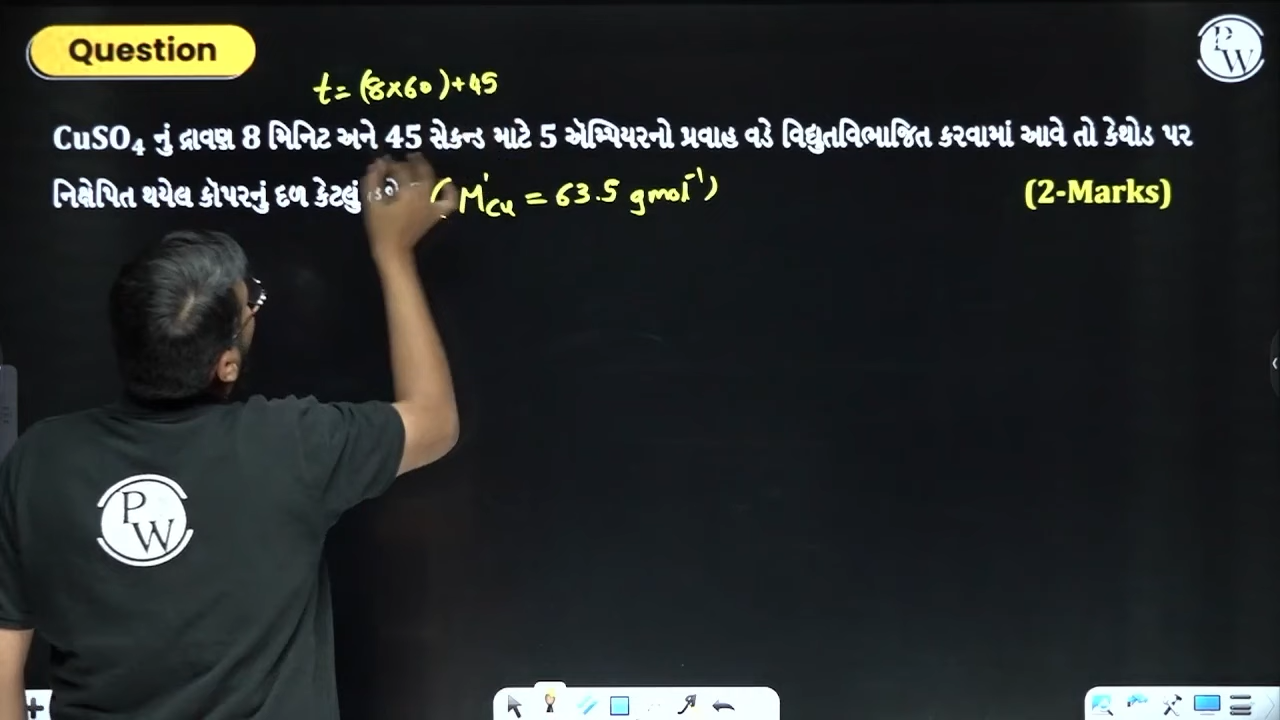 Question
PW
t = (8×60)+45
CuSO₄ નું દ્રાવણ 8 મિનિટ અને 45 સેકન્ડ માટે 5 ઍમ્પિયરનો પ્રવાહ વડે વિદ્યુતવિભાજિત કરવામાં આવે તો કેથોડ પર
નિક્ષેપિત થયેલ કૉપરનું દળ કેટલું ( M'Cu = 63.5 gmol⁻¹) (2-Marks)
PW